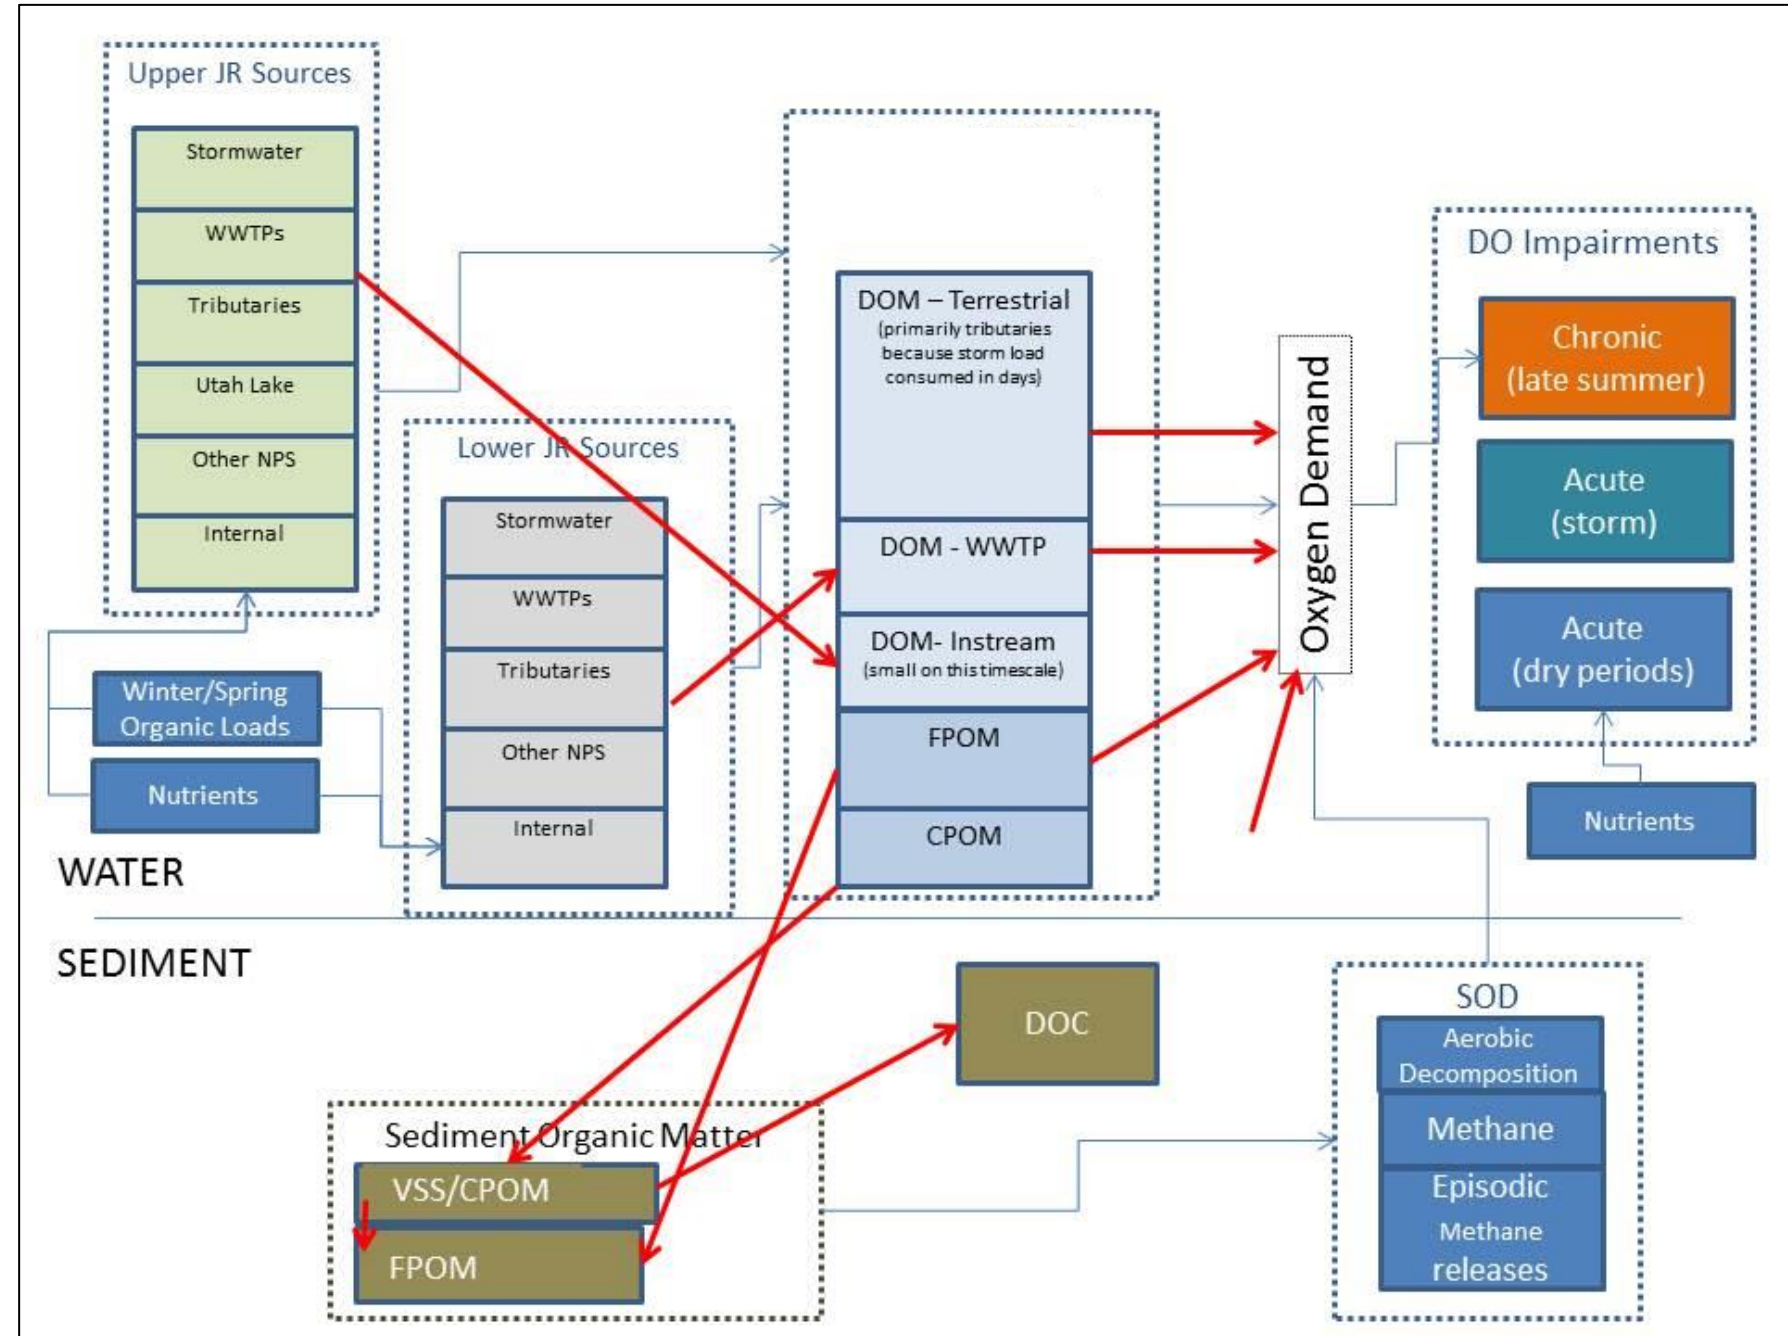 Upper JR Sources
Stormwater
WWTPs
Tributaries
Utah Lake
Other NPS
Internal
Winter/Spring
Organic Loads
Nutrients
Lower JR Sources
Stormwater
WWTPs
Tributaries
Other NPS
Internal
DOM – Terrestrial
(primarily tributaries
because storm load
consumed in days)
DOM - WWTP
DOM- Instream
(small on this timescale)
FPOM
CPOM
Oxygen Demand
DO Impairments
Chronic
(late summer)
Acute
(storm)
Acute
(dry periods)
Nutrients
WATER
SEDIMENT
DOC
Sediment Organic Matter
VSS/CPOM
FPOM
SOD
Aerobic
Decomposition
Methane
Episodic
Methane
releases